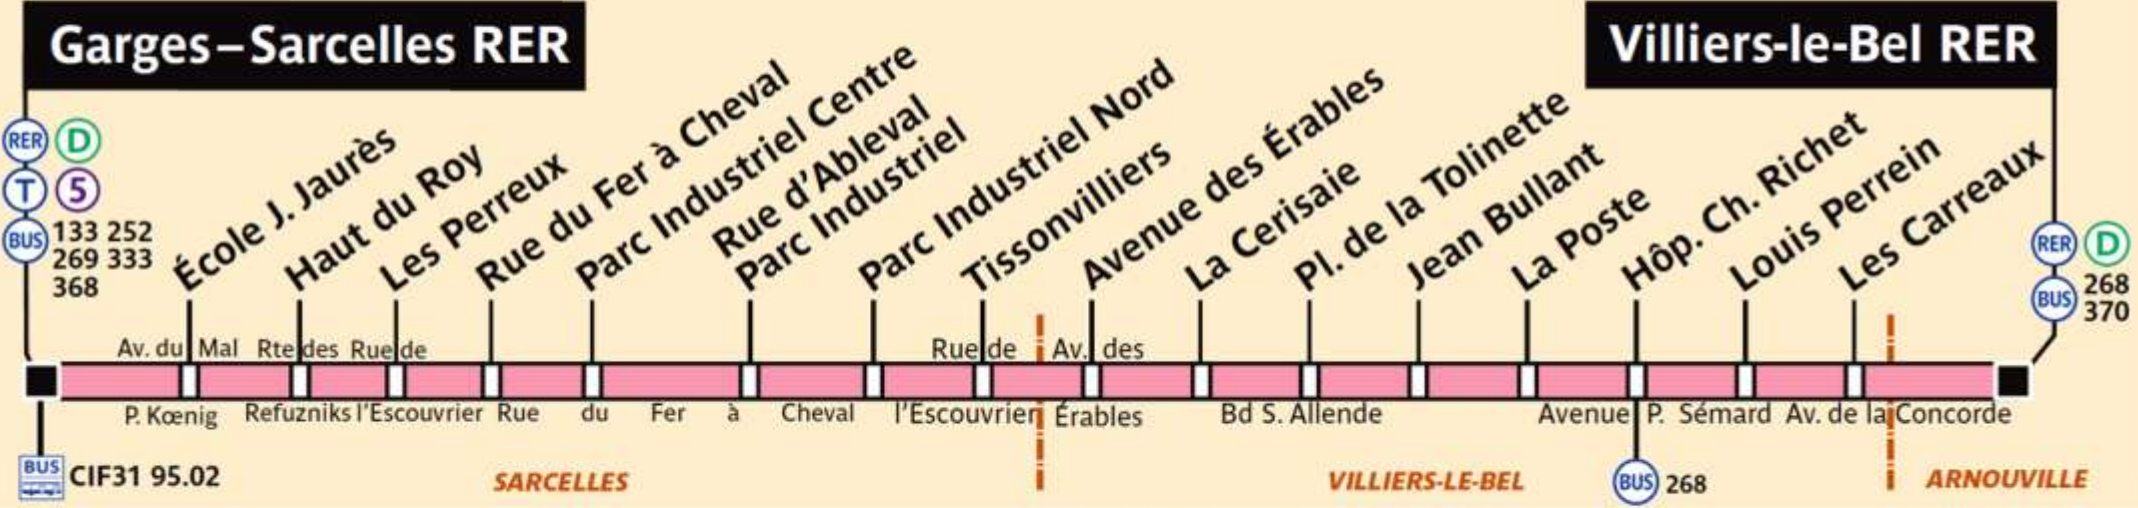 Garges–Sarcelles RER
Villiers-le-Bel RER
RER D
T 5
BUS 133 252
269 333
368
École J. Jaurès
Haut du Roy
Les Perreux
Rue du Fer à Cheval
Parc Industriel Centre
Rue d'Ableval
Parc Industriel
Parc Industriel Nord
Tissonvilliers
Avenue des Érables
La Cerisaie
Pl. de la Tolinette
Jean Bullant
La Poste
Hôp. Ch. Richet
Louis Perrein
Les Carreaux
RER D
BUS 268
370
Av. du Mal Rte des Rue de Rue de Av. des
P. Kœnig Refuzniks l'Escouvrier Rue du Fer à Cheval l'Escouvrier Érables Bd S. Allende Avenue P. Sémard Av. de la Concorde
BUS CIF31 95.02
SARCELLES
VILLIERS-LE-BEL
BUS 268
ARNOUVILLE